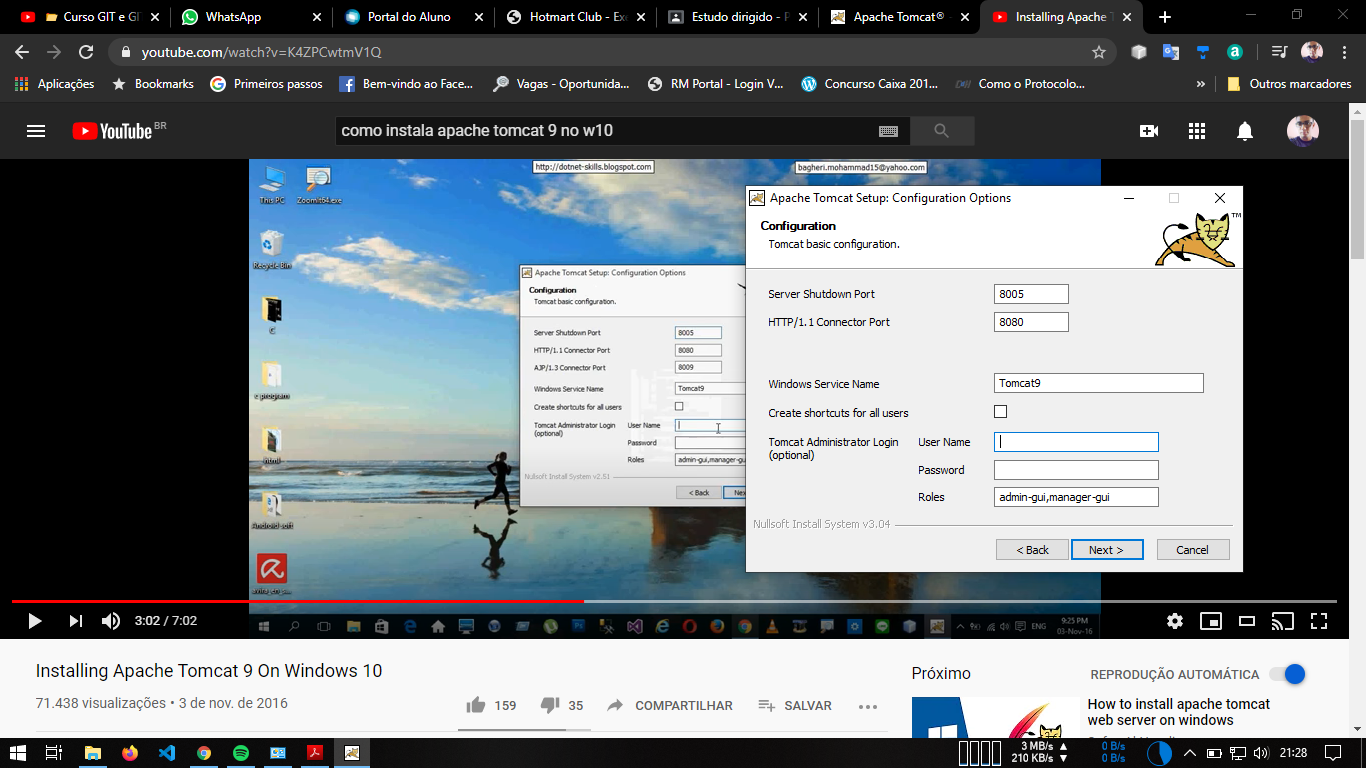 Curso GIT e Gi
WhatsApp
Portal do Aluno
Hotmart Club - Exe
Estudo dirigido - P
Apache Tomcat® -
Installing Apache T
youtube.com/watch?v=K4ZPCwtmV1Q
Aplicações
Bookmarks
Primeiros passos
Bem-vindo ao Face...
Vagas - Oportunida...
RM Portal - Login V...
Concurso Caixa 201...
Como o Protocolo...
»
Outros marcadores
YouTube BR
como instala apache tomcat 9 no w10
http://dotnet-skills.blogspot.com
bagheri.mohammad15@yahoo.com
This PC
Zoomit64.exe
Recycle Bin
C
c program
html
Android soft
Apache Tomcat Setup: Configuration Options
Configuration
Tomcat basic configuration.
Server Shutdown Port 8005
HTTP/1.1 Connector Port 8080
AJP/1.3 Connector Port 8009
Windows Service Name Tomcat9
Create shortcuts for all users
Tomcat Administrator Login (optional) User Name
Password
Roles admin-gui,manager-gu
Nullsoft Install System v2.51
< Back
Nex
Apache Tomcat Setup: Configuration Options
Configuration
Tomcat basic configuration.
TM
Server Shutdown Port 8005
HTTP/1.1 Connector Port 8080
Windows Service Name Tomcat9
Create shortcuts for all users
Tomcat Administrator Login User Name
(optional)
Password
Roles admin-gui,manager-gui
Nullsoft Install System v3.04
< Back
Next >
Cancel
ENG
9:25 PM
03-Nov-16
3:02 / 7:02
Installing Apache Tomcat 9 On Windows 10
71.438 visualizações • 3 de nov. de 2016
159
35
COMPARTILHAR
SALVAR
Próximo
REPRODUÇÃO AUTOMÁTICA
How to install apache tomcat
web server on windows
3 MB/s
210 KB/s
0 B/s
0 B/s
21:28